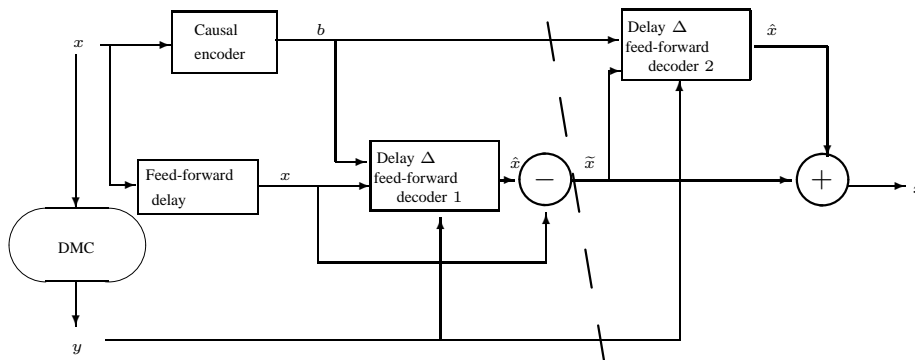 x
Causal
encoder
b
Delay Δ
feed-forward
decoder 2
x̂
Feed-forward
delay
x
Delay Δ
feed-forward
decoder 1
x̂
−
x̃
+
DMC
y